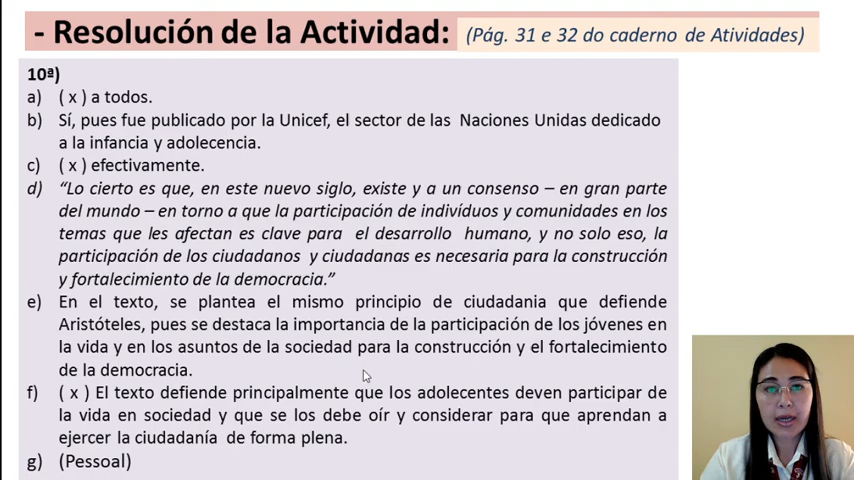 - Resolución de la Actividad: (Pág. 31 e 32 do caderno de Atividades)
10ª)
a) ( x ) a todos.
b) Sí, pues fue publicado por la Unicef, el sector de las Naciones Unidas dedicado
a la infancia y adolecencia.
c) ( x ) efectivamente.
d) “Lo cierto es que, en este nuevo siglo, existe y a un consenso – en gran parte
del mundo – en torno a que la participación de indivíduos y comunidades en los
temas que les afectan es clave para el desarrollo humano, y no solo eso, la
participación de los ciudadanos y ciudadanas es necesaria para la construcción
y fortalecimiento de la democracia.”
e) En el texto, se plantea el mismo principio de ciudadania que defiende
Aristóteles, pues se destaca la importancia de la participación de los jóvenes en
la vida y en los asuntos de la sociedad para la construcción y el fortalecimiento
de la democracia.
f) ( x ) El texto defiende principalmente que los adolecentes deven participar de
la vida en sociedad y que se los debe oír y considerar para que aprendan a
ejercer la ciudadanía de forma plena.
g) (Pessoal)